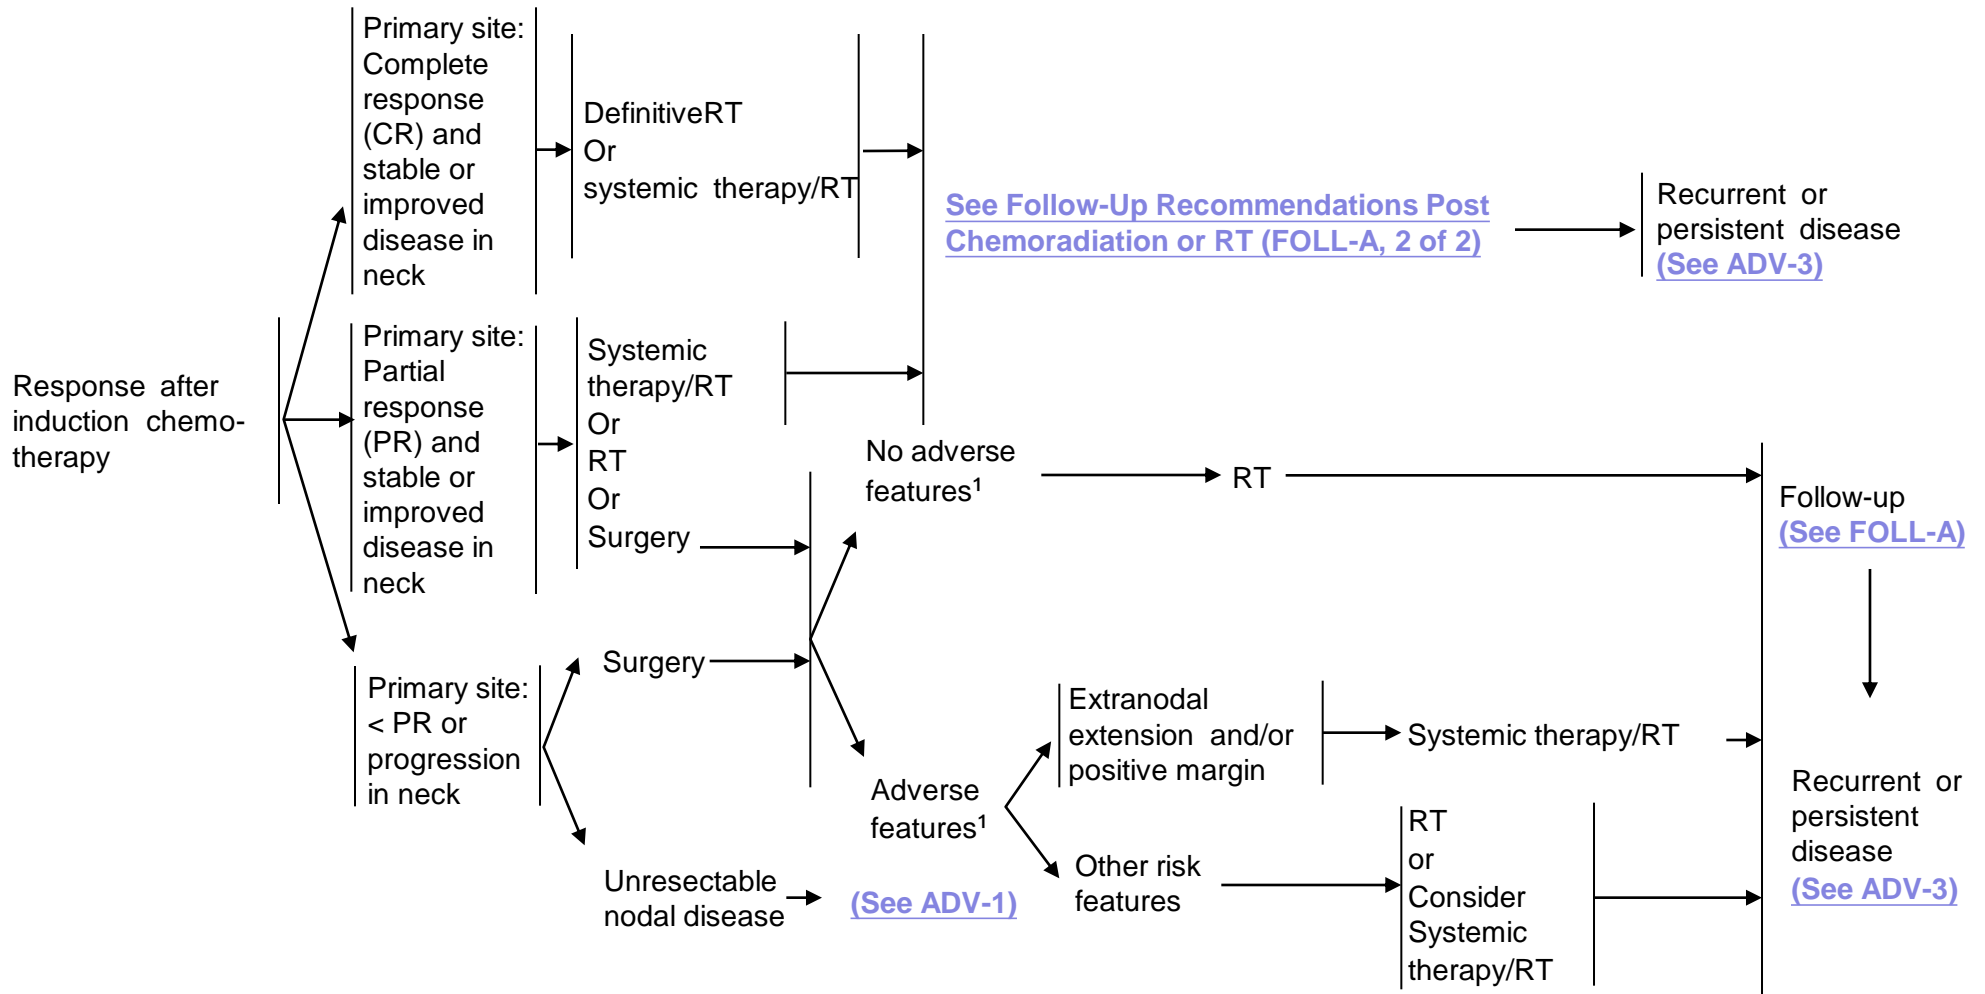 Response after
induction chemo-
therapy
Primary site:
Complete
response
(CR) and
stable or
improved
disease in
neck
DefinitiveRT
Or
systemic therapy/RT
See Follow-Up Recommendations Post
Chemoradiation or RT (FOLL-A, 2 of 2)
Recurrent or
persistent disease
(See ADV-3)
Primary site:
Partial
response
(PR) and
stable or
improved
disease in
neck
Systemic
therapy/RT
Or
RT
Or
Surgery
Primary site:
< PR or
progression
in neck
Surgery
Unresectable
nodal disease
(See ADV-1)
No adverse
features¹
RT
Adverse
features¹
Extranodal
extension and/or
positive margin
Systemic therapy/RT
Other risk
features
RT
or
Consider
Systemic
therapy/RT
Follow-up
(See FOLL-A)
Recurrent or
persistent
disease
(See ADV-3)